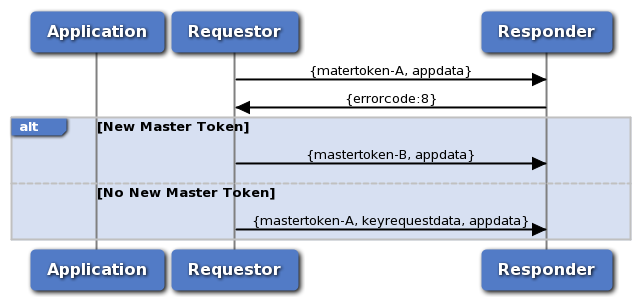 Application Requestor Responder
{matertoken-A, appdata}
{errorcode:8}
alt [New Master Token]
{mastertoken-B, appdata}
[No New Master Token]
{mastertoken-A, keyrequestdata, appdata}
Application Requestor Responder